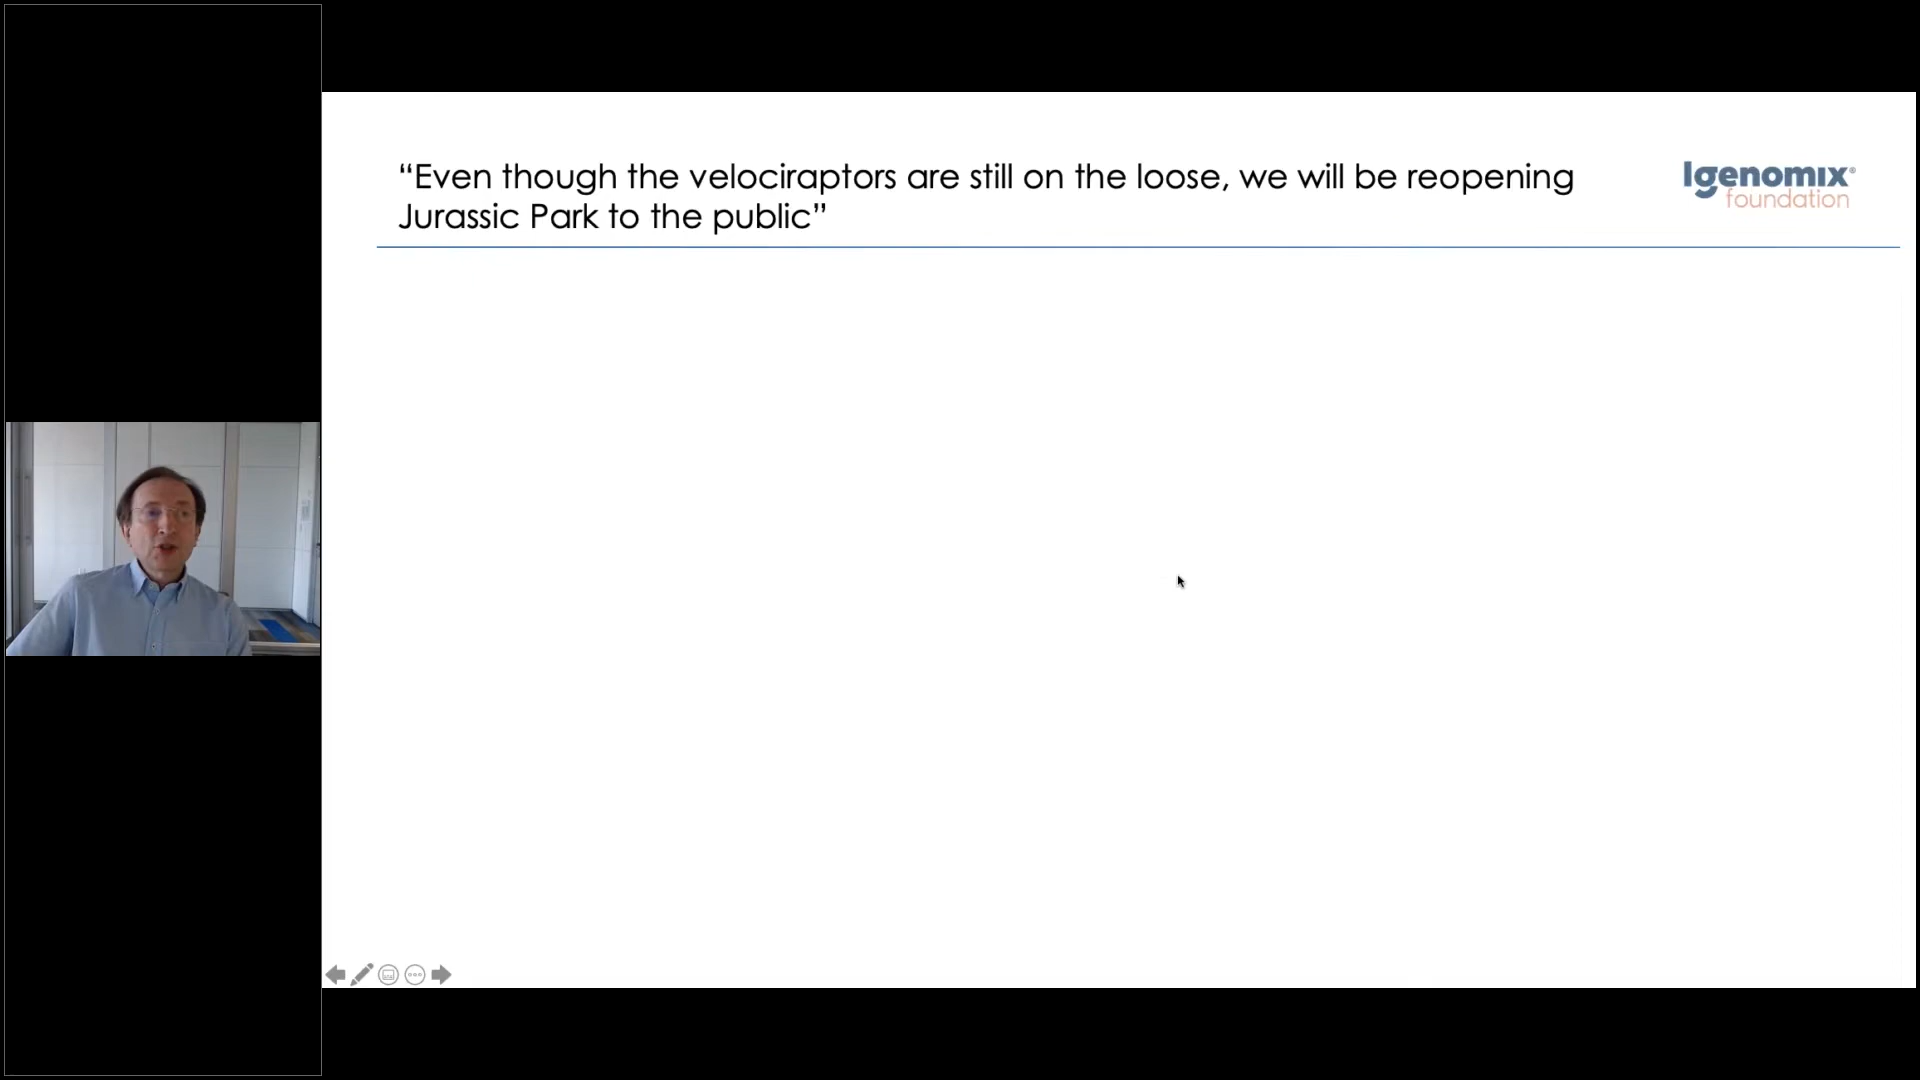 “Even though the velociraptors are still on the loose, we will be reopening
Jurassic Park to the public”
Igenomix®
foundation